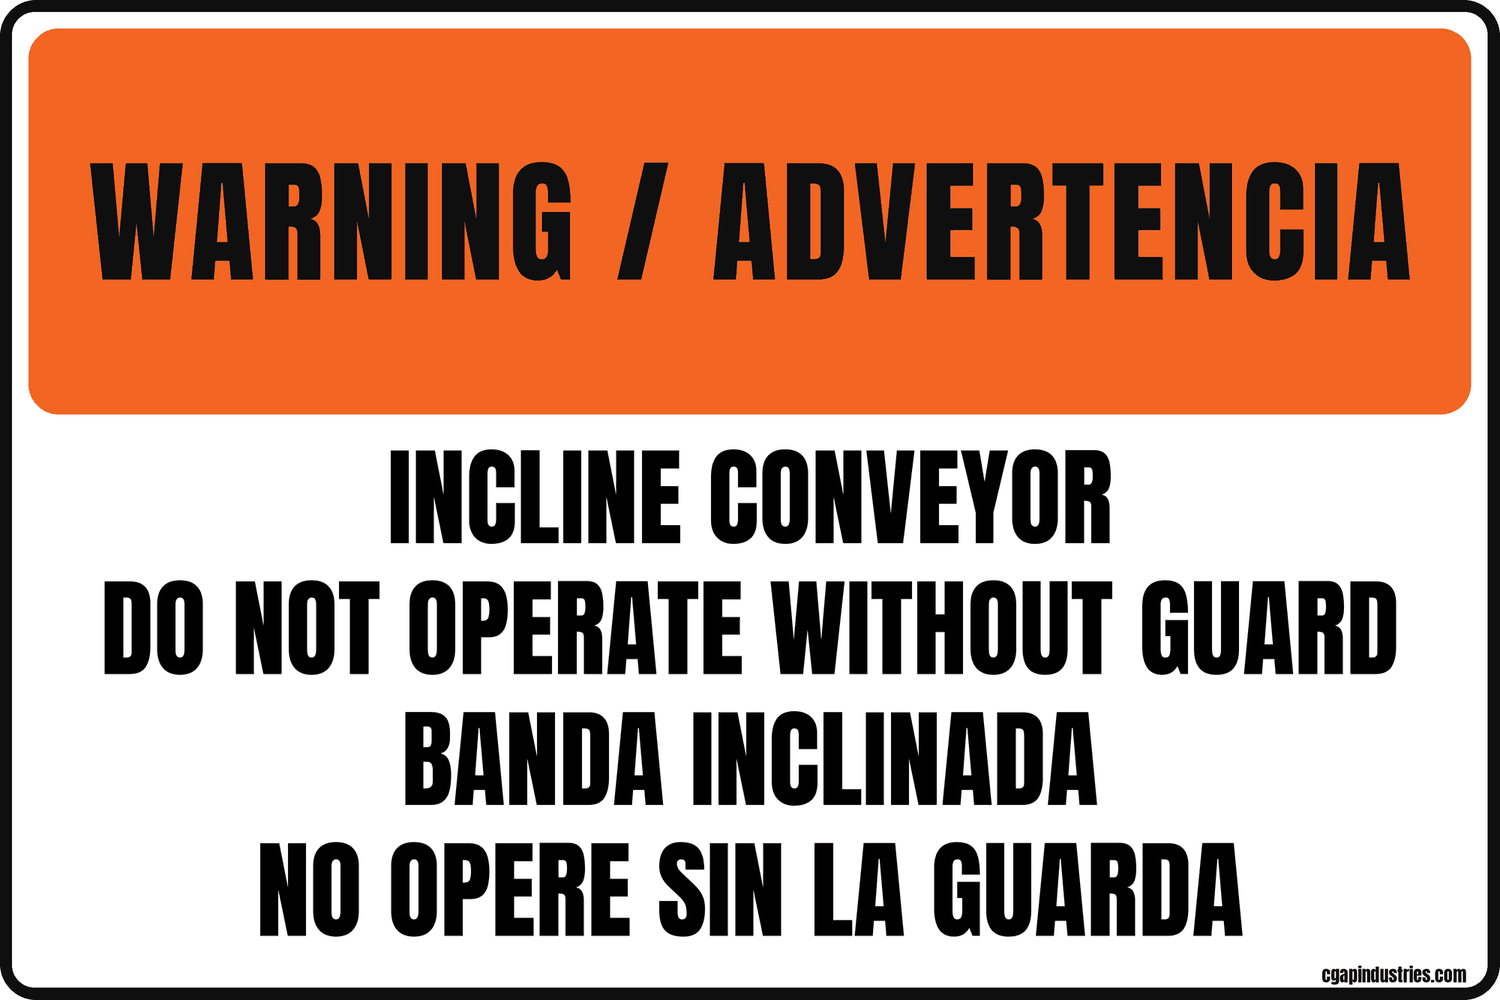 WARNING / ADVERTENCIA
INCLINE CONVEYOR
DO NOT OPERATE WITHOUT GUARD
BANDA INCLINADA
NO OPERE SIN LA GUARDA
cgapindustries.com